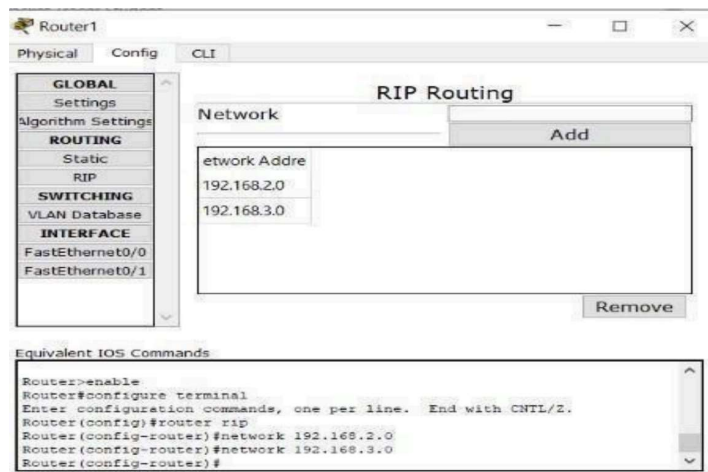 Router1
Physical Config CLI
GLOBAL
Settings
Algorithm Settings
ROUTING
Static
RIP
SWITCHING
VLAN Database
INTERFACE
FastEthernet0/0
FastEthernet0/1
RIP Routing
Network
Add
etwork Addre
192.168.2.0
192.168.3.0
Remove
Equivalent IOS Commands
Router>enable
Router#configure terminal
Enter configuration commands, one per line. End with CNTL/Z.
Router(config)#router rip
Router(config-router)#network 192.168.2.0
Router(config-router)#network 192.168.3.0
Router(config-router)#